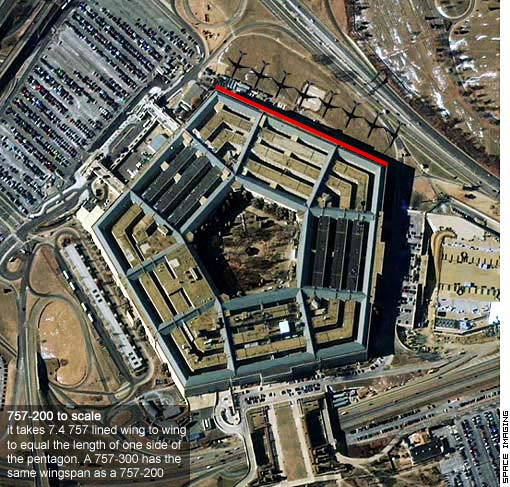 757-200 to scale
it takes 7.4 757 lined wing to wing
to equal the length of one side of
the pentagon. A 757-300 has the
same wingspan as a 757-200
SPACE IMAGING